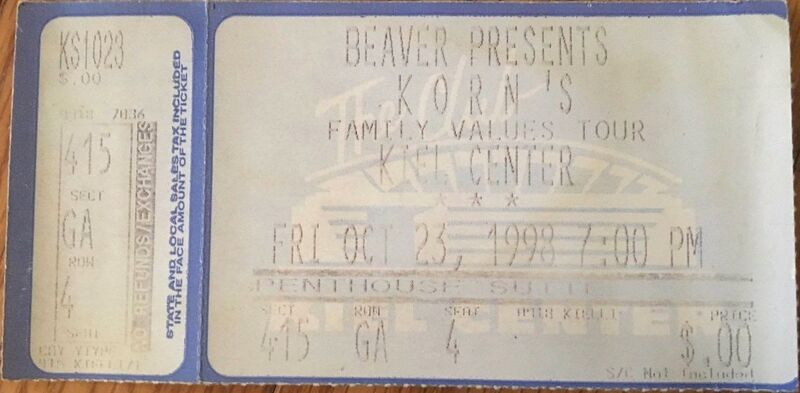 KS1023
$.00
7036
415
SECT
GA
ROW
4
SEAT
REFUNDS/EXCHANGES
STATE AND LOCAL SALES TAX INCLUDED
IN THE FACE AMOUNT OF THE TICKET
BEAVER PRESENTS
KORN'S
FAMILY VALUES TOUR
KIEL CENTER
* * *
FRI OCT 23, 1998 7:00 PM
PENTHOUSE SUITE
SECT ROW SEAT PRICE
415 GA 4 $.00
KIEL CENTER
S/C Not Included